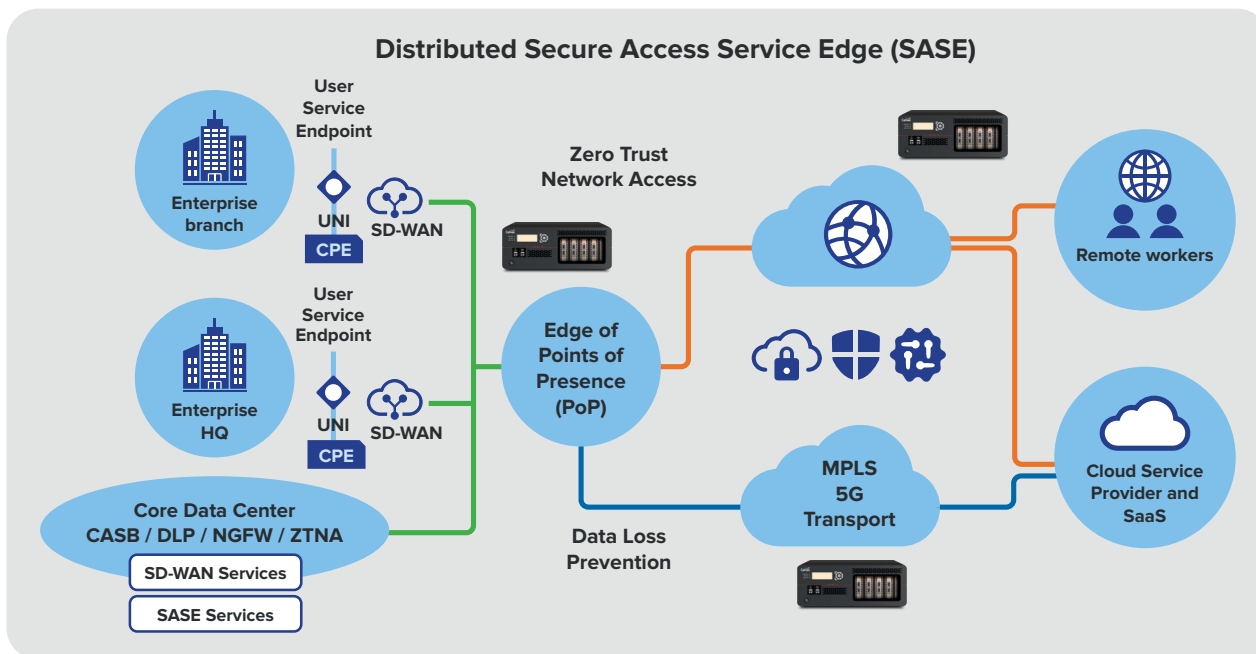 Distributed Secure Access Service Edge (SASE)
User
Service
Endpoint
Enterprise
branch
UNI
CPE
SD-WAN
Zero Trust
Network Access
Remote workers
User
Service
Endpoint
Enterprise
HQ
UNI
CPE
SD-WAN
Edge of
Points of
Presence
(PoP)
MPLS
5G
Transport
Cloud Service
Provider and
SaaS
Core Data Center
CASB / DLP / NGFW / ZTNA
SD-WAN Services
SASE Services
Data Loss
Prevention